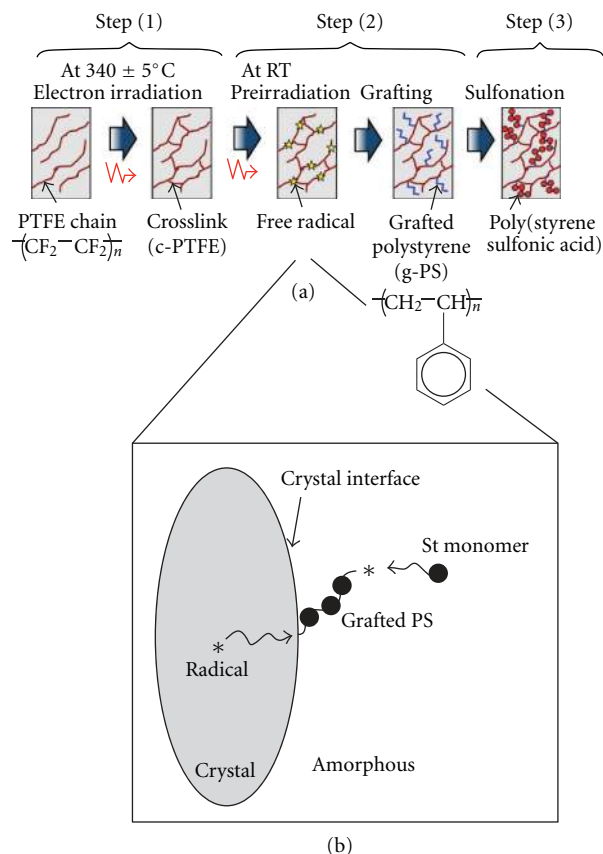 Step (1)
Step (2)
Step (3)
At 340 ± 5°C
Electron irradiation
At RT
Preirradiation
Grafting
Sulfonation
PTFE chain
(CF2—CF2)n
Crosslink
(c-PTFE)
Free radical
Grafted
polystyrene
(g-PS)
Poly(styrene
sulfonic acid)
(a)
(CH2—CH)n
Crystal interface
St monomer
*
Grafted PS
*
Radical
Crystal
Amorphous
(b)